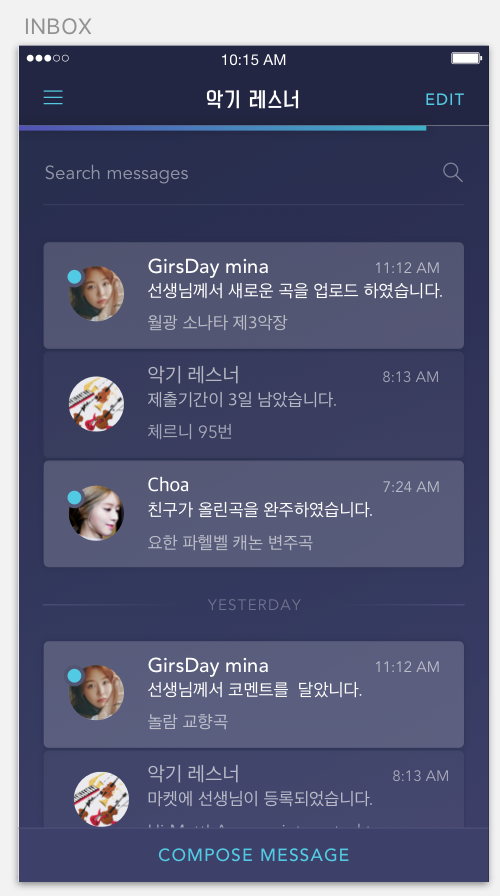 INBOX
10:15 AM
악기 레스너
EDIT
Search messages
GirsDay mina
11:12 AM
선생님께서 새로운 곡을 업로드 하였습니다.
월광 소나타 제3악장
악기 레스너
8:13 AM
제출기간이 3일 남았습니다.
체르니 95번
Choa
7:24 AM
친구가 올린곡을 완주하였습니다.
요한 파헬벨 캐논 변주곡
YESTERDAY
GirsDay mina
11:12 AM
선생님께서 코멘트를 달았습니다.
놀람 교향곡
악기 레스너
8:13 AM
마켓에 선생님이 등록되었습니다.
COMPOSE MESSAGE